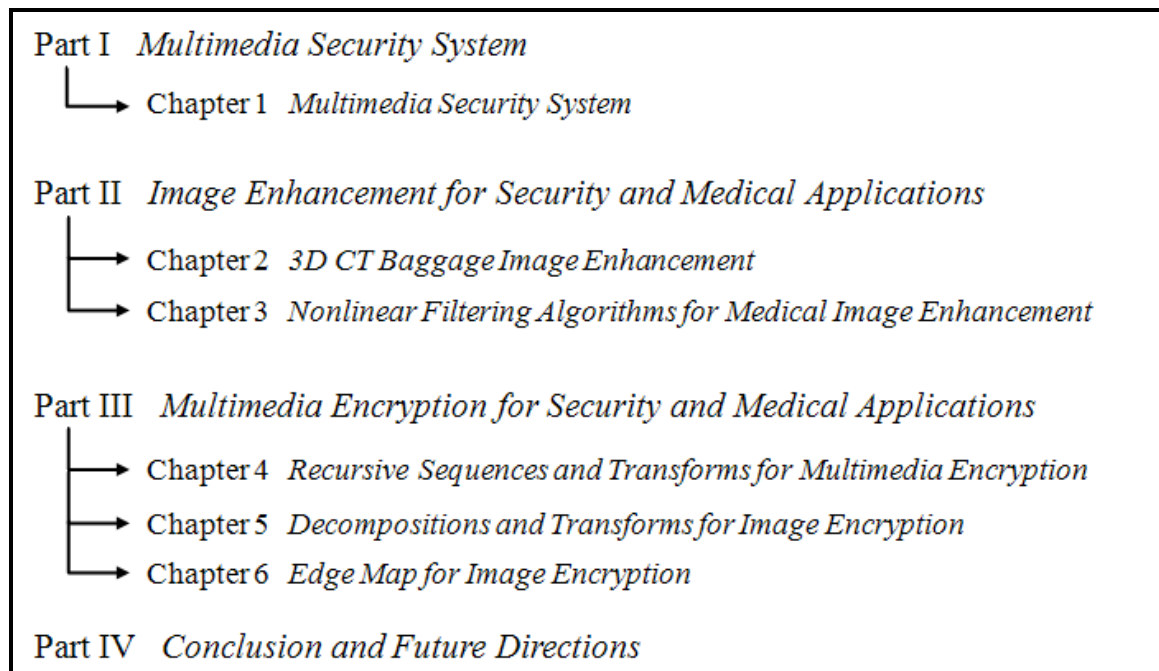 Part I Multimedia Security System
Chapter 1 Multimedia Security System
Part II Image Enhancement for Security and Medical Applications
Chapter 2 3D CT Baggage Image Enhancement
Chapter 3 Nonlinear Filtering Algorithms for Medical Image Enhancement
Part III Multimedia Encryption for Security and Medical Applications
Chapter 4 Recursive Sequences and Transforms for Multimedia Encryption
Chapter 5 Decompositions and Transforms for Image Encryption
Chapter 6 Edge Map for Image Encryption
Part IV Conclusion and Future Directions